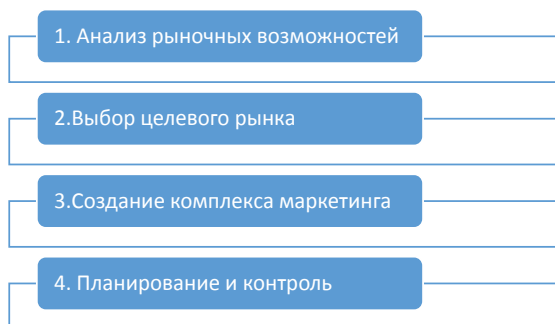 1. Анализ рыночных возможностей
2.Выбор целевого рынка
3.Создание комплекса маркетинга
4. Планирование и контроль